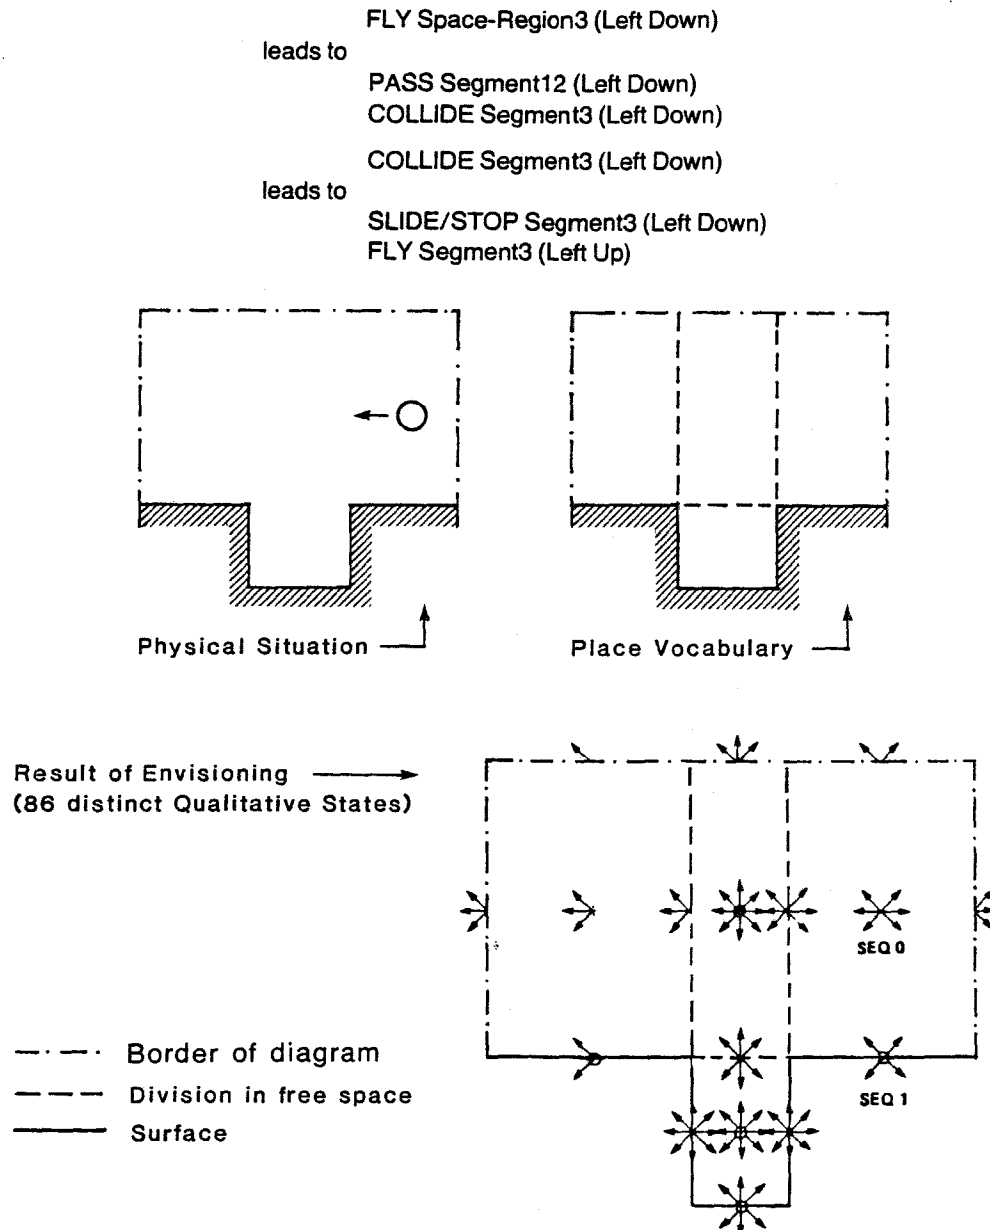 FLY Space-Region3 (Left Down)
leads to
PASS Segment12 (Left Down)
COLLIDE Segment3 (Left Down)
COLLIDE Segment3 (Left Down)
leads to
SLIDE/STOP Segment3 (Left Down)
FLY Segment3 (Left Up)
Physical Situation
Place Vocabulary
Result of Envisioning
(86 distinct Qualitative States)
SEQ 0
SEQ 1
Border of diagram
Division in free space
Surface